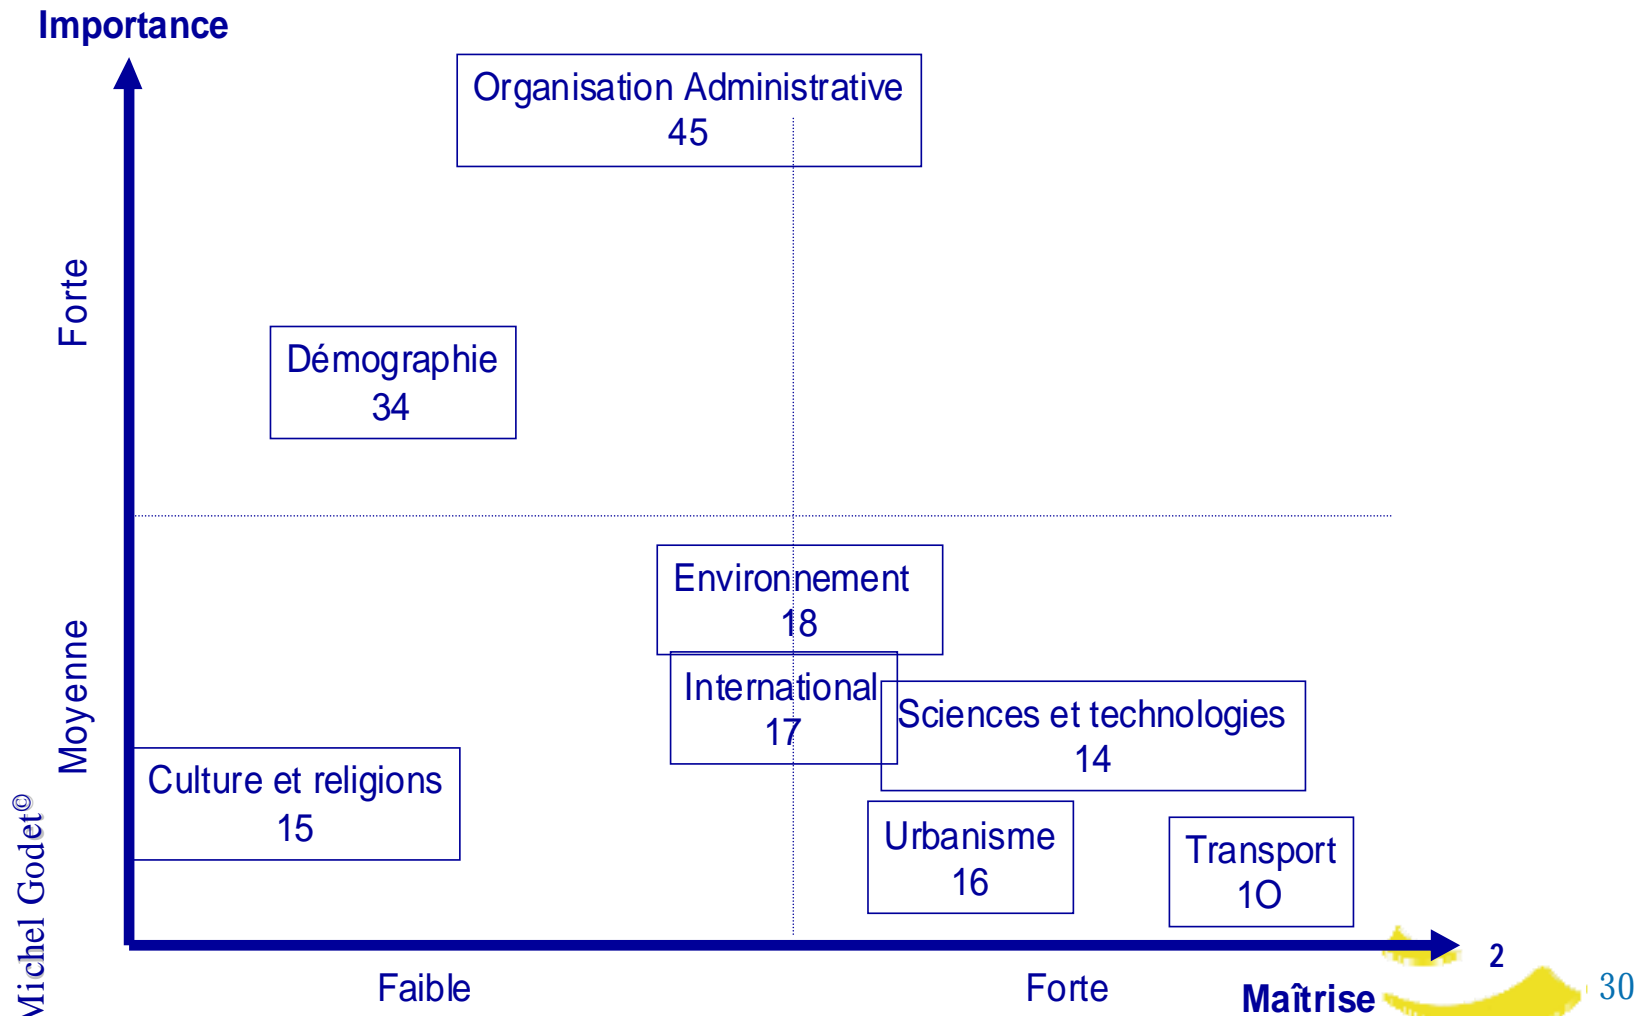 Importance
Organisation Administrative
45
Forte
Démographie
34
Environnement
18
Moyenne
International
17
Sciences et technologies
14
Culture et religions
15
Urbanisme
16
Transport
1O
Michel Godet©
Faible
Forte
Maîtrise
2
30